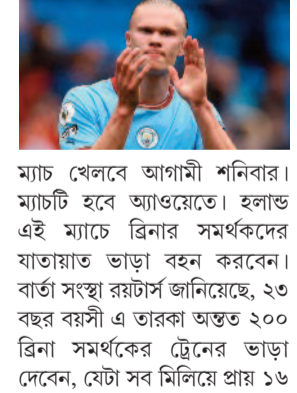 ম্যাচ খেলবে আগামী শনিবার।
ম্যাচটি হবে অ্যাওয়েতে। হলান্ড
এই ম্যাচে ব্রিনার সমর্থকদের
যাতায়াত ভাড়া বহন করবেন।
বার্তা সংস্থা রয়টার্স জানিয়েছে, ২৩
বছর বয়সী এ তারকা অন্তত ২০০
ব্রিনা সমর্থকের ট্রেনের ভাড়া
দেবেন, যেটা সব মিলিয়ে প্রায় ১৬